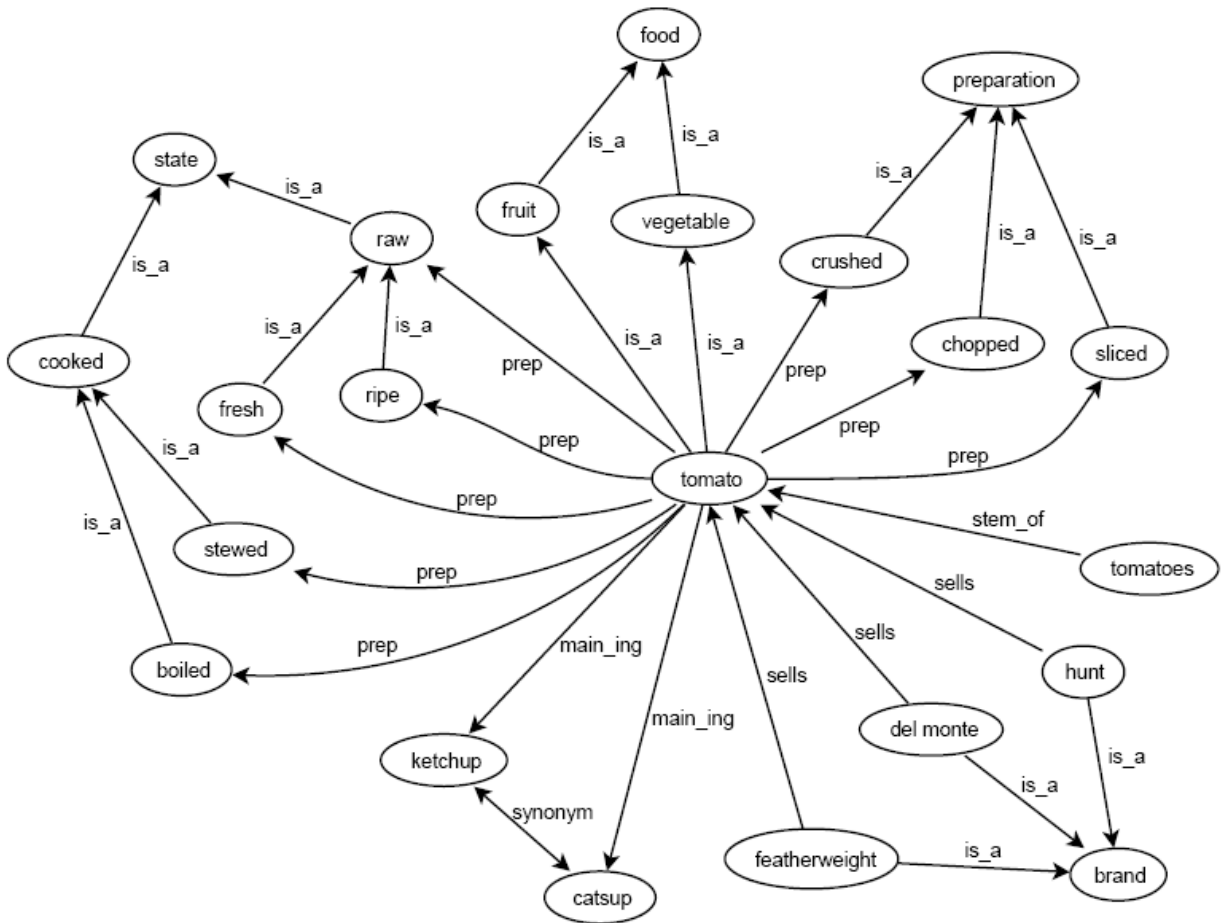 food
preparation
is_a
is_a
state
is_a
is_a
fruit
vegetable
raw
is_a
is_a
crushed
is_a
is_a
is_a
is_a
is_a
chopped
sliced
cooked
prep
prep
ripe
fresh
prep
prep
prep
is_a
tomato
prep
stem_of
is_a
stewed
prep
tomatoes
sells
prep
main_ing
sells
boiled
sells
hunt
main_ing
del monte
ketchup
is_a
is_a
synonym
featherweight
is_a
brand
catsup